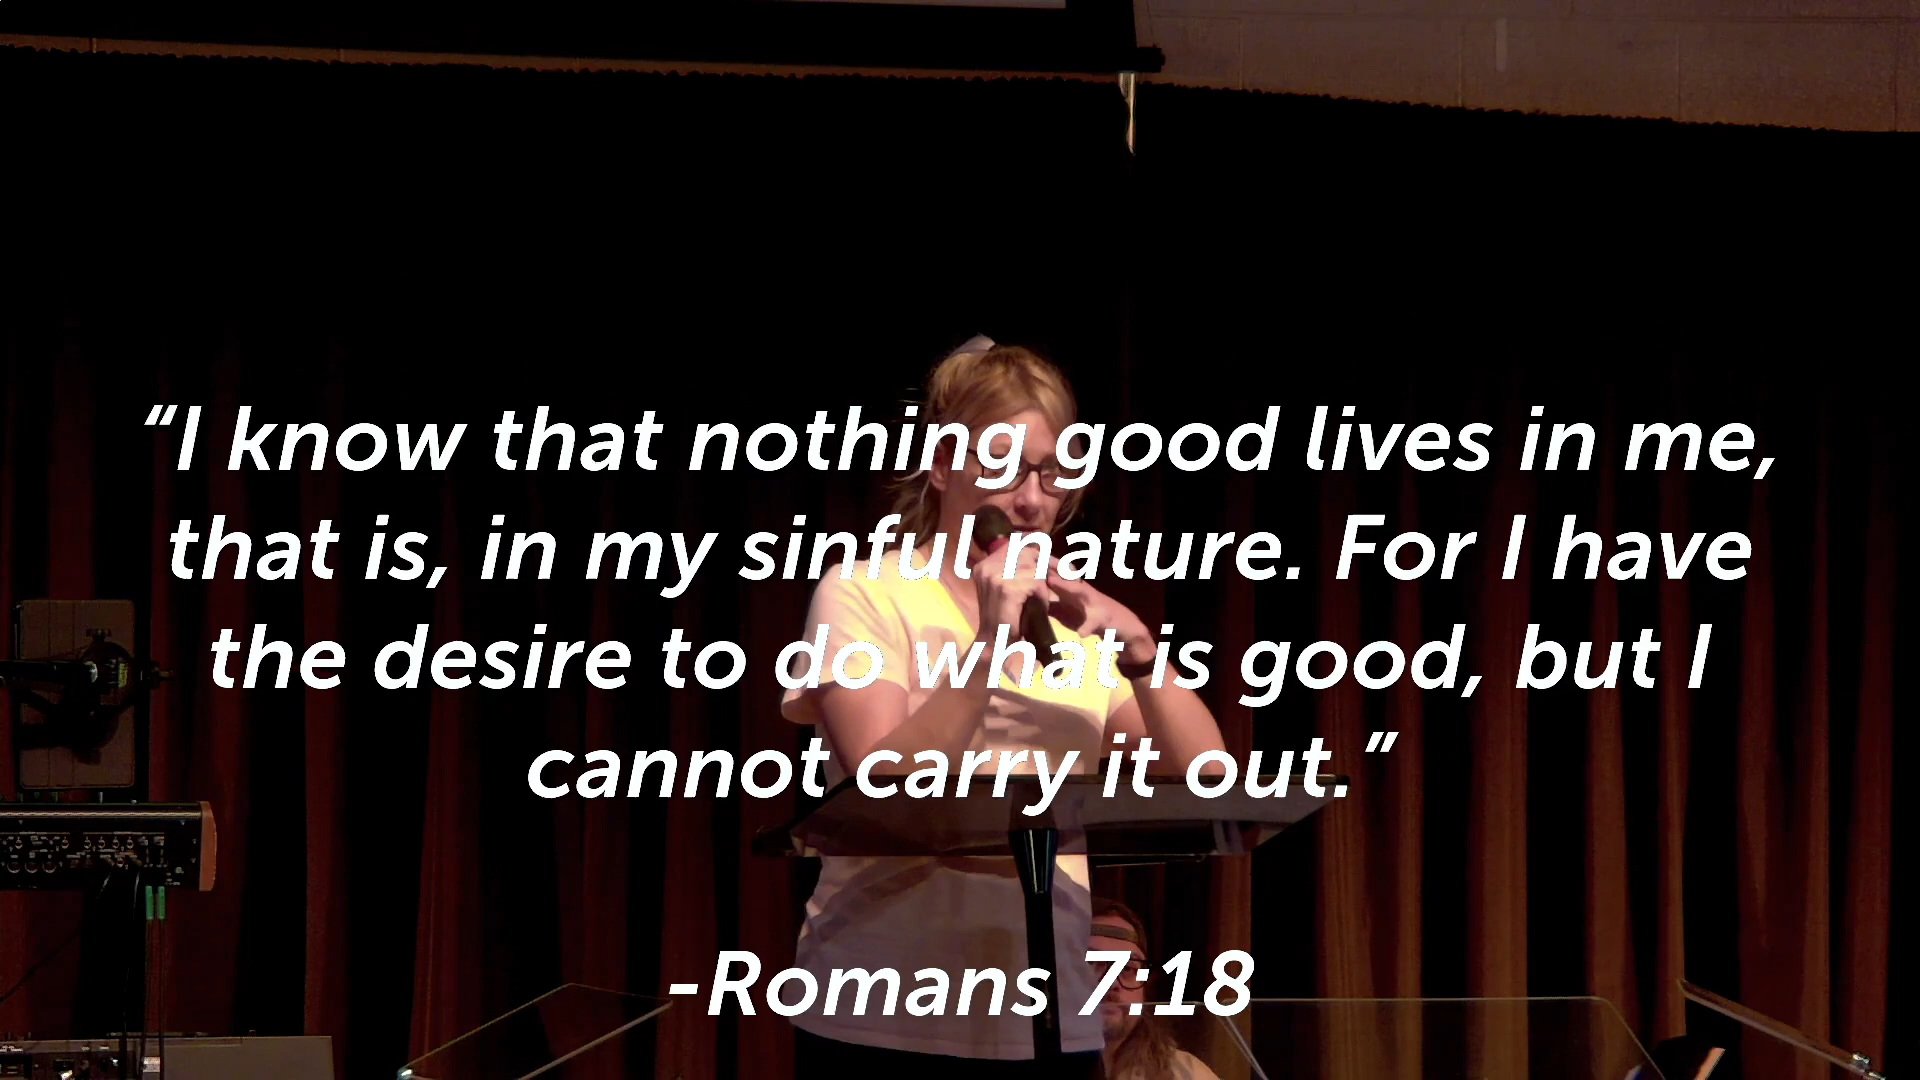 “I know that nothing good lives in me,
that is, in my sinful nature. For I have
the desire to do what is good, but I
cannot carry it out.”
-Romans 7:18